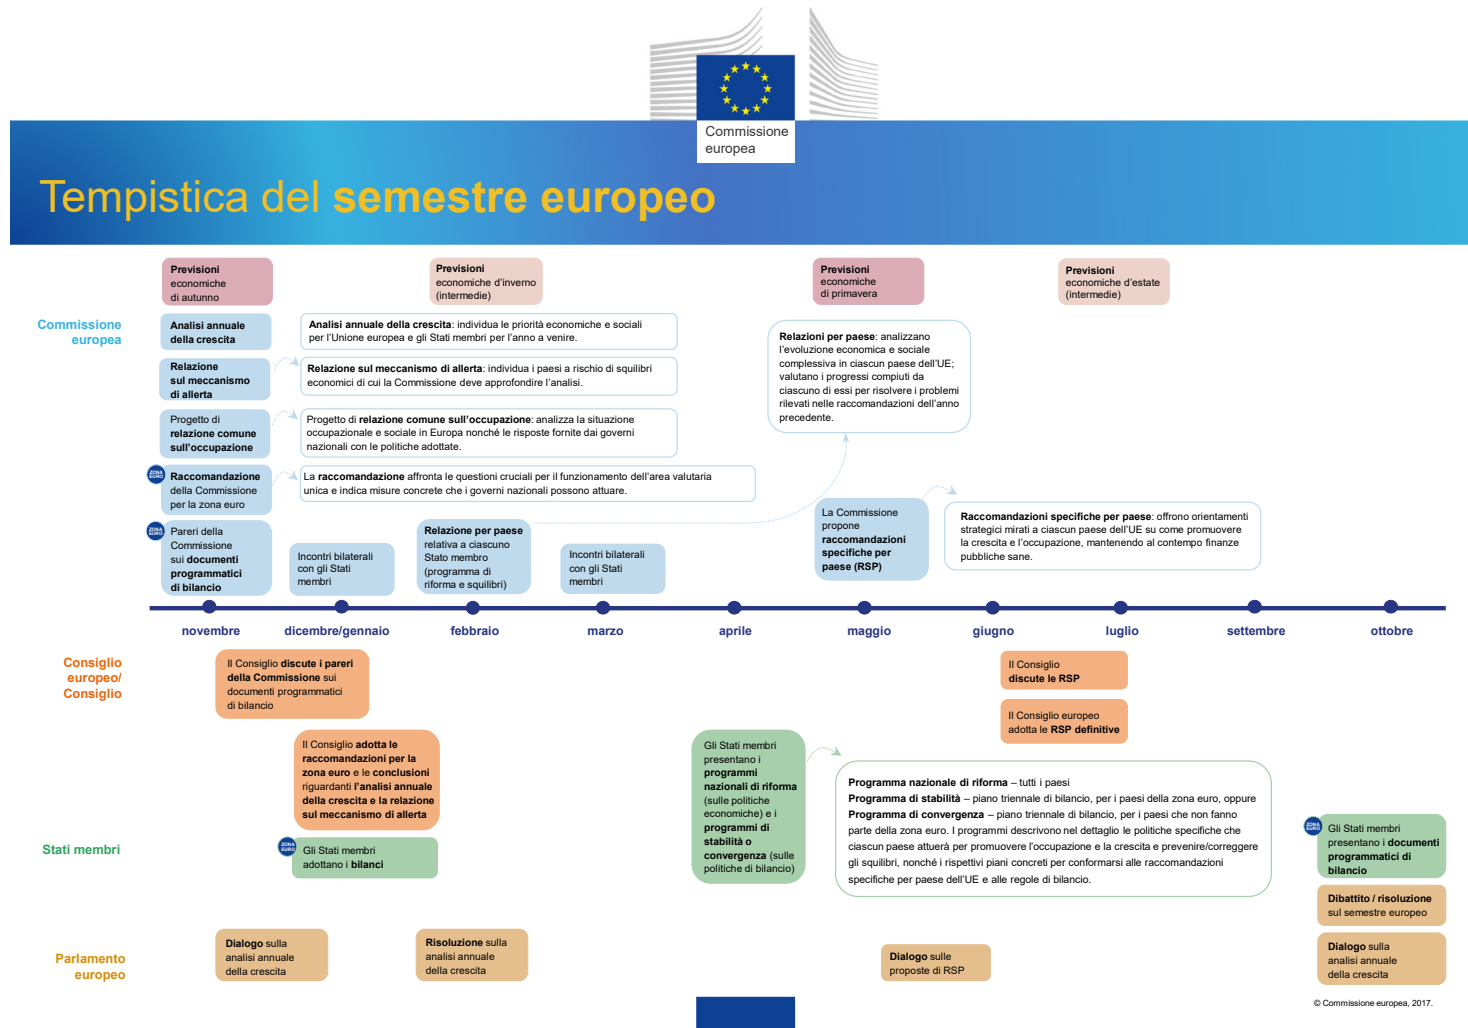 Commissione
europea
Tempistica del semestre europeo
Previsioni
economiche
di autunno
Previsioni
economiche d'inverno
(intermedie)
Previsioni
economiche
di primavera
Previsioni
economiche d'estate
(intermedie)
Commissione
europea
Analisi annuale
della crescita
Analisi annuale della crescita: individua le priorità economiche e sociali
per l'Unione europea e gli Stati membri per l'anno a venire.
Relazione
sul meccanismo
di allerta
Relazione sul meccanismo di allerta: individua i paesi a rischio di squilibri
economici di cui la Commissione deve approfondire l'analisi.
Progetto di
relazione comune
sull'occupazione
Progetto di relazione comune sull'occupazione: analizza la situazione
occupazionale e sociale in Europa nonché le risposte fornite dai governi
nazionali con le politiche adottate.
ZONA
EURO
Raccomandazione
della Commissione
per la zona euro
La raccomandazione affronta le questioni cruciali per il funzionamento dell'area valutaria
unica e indica misure concrete che i governi nazionali possono attuare.
ZONA
EURO
Pareri della
Commissione
sui documenti
programmatici
di bilancio
Incontri bilaterali
con gli Stati
membri
Relazione per paese
relativa a ciascuno
Stato membro
(programma di
riforma e squilibri)
Incontri bilaterali
con gli Stati
membri
Relazioni per paese: analizzano
l'evoluzione economica e sociale
complessiva in ciascun paese dell'UE;
valutano i progressi compiuti da
ciascuno di essi per risolvere i problemi
rilevati nelle raccomandazioni dell'anno
precedente.
La Commissione
propone
raccomandazioni
specifiche per
paese (RSP)
Raccomandazioni specifiche per paese: offrono orientamenti
strategici mirati a ciascun paese dell'UE su come promuovere
la crescita e l'occupazione, mantenendo al contempo finanze
pubbliche sane.
novembre
dicembre/gennaio
febbraio
marzo
aprile
maggio
giugno
luglio
settembre
ottobre
Consiglio
europeo/
Consiglio
Il Consiglio discute i pareri
della Commissione sui
documenti programmatici
di bilancio
Il Consiglio adotta le
raccomandazioni per la
zona euro e le conclusioni
riguardanti l'analisi annuale
della crescita e la relazione
sul meccanismo di allerta
Il Consiglio
discute le RSP
Il Consiglio europeo
adotta le RSP definitive
Stati membri
ZONA
EURO
Gli Stati membri
adottano i bilanci
Gli Stati membri
presentano i
programmi
nazionali di riforma
(sulle politiche
economiche) e i
programmi di
stabilità o
convergenza (sulle
politiche di bilancio)
Programma nazionale di riforma – tutti i paesi
Programma di stabilità – piano triennale di bilancio, per i paesi della zona euro, oppure
Programma di convergenza – piano triennale di bilancio, per i paesi che non fanno
parte della zona euro. I programmi descrivono nel dettaglio le politiche specifiche che
ciascun paese attuerà per promuovere l'occupazione e la crescita e prevenire/correggere
gli squilibri, nonché i rispettivi piani concreti per conformarsi alle raccomandazioni
specifiche per paese dell'UE e alle regole di bilancio.
ZONA
EURO
Gli Stati membri
presentano i documenti
programmatici di
bilancio
Parlamento
europeo
Dialogo sulla
analisi annuale
della crescita
Risoluzione sulla
analisi annuale
della crescita
Dialogo sulle
proposte di RSP
Dibattito / risoluzione
sul semestre europeo
Dialogo sulla
analisi annuale
della crescita
© Commissione europea, 2017.